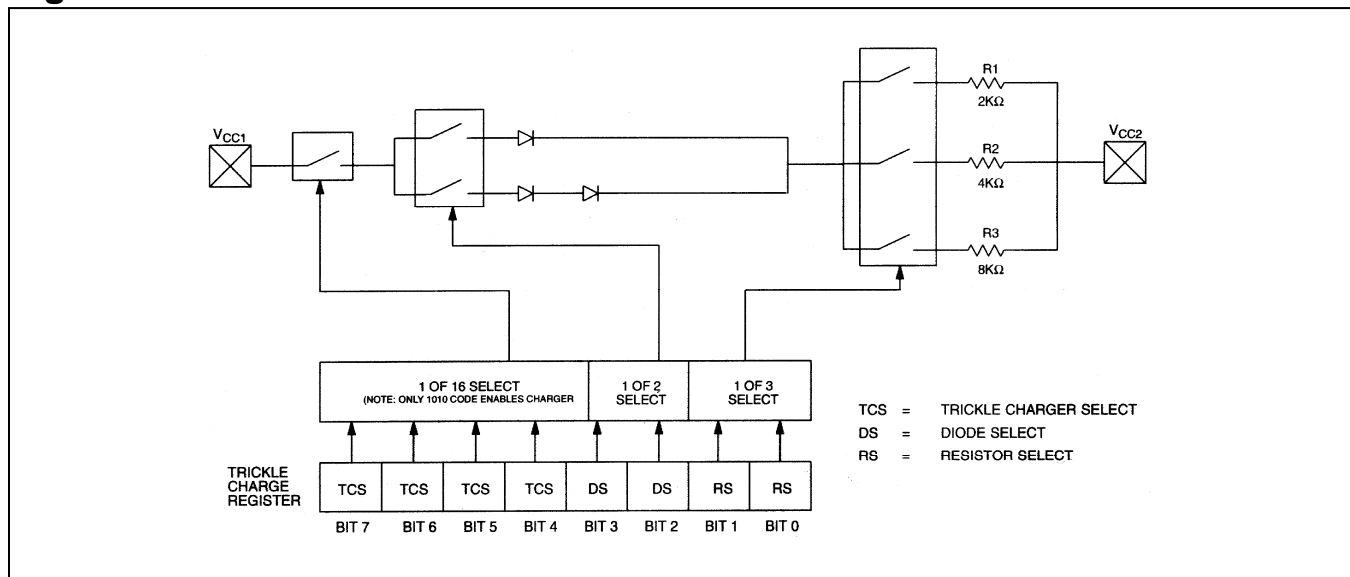 R1
2KΩ
VCC1
VCC2
R2
4KΩ
R3
8KΩ
1 OF 16 SELECT
(NOTE: ONLY 1010 CODE ENABLES CHARGER
1 OF 2
SELECT
1 OF 3
SELECT
TCS = TRICKLE CHARGER SELECT
DS = DIODE SELECT
RS = RESISTOR SELECT
TRICKLE
CHARGE
REGISTER
TCS TCS TCS TCS DS DS RS RS
BIT 7 BIT 6 BIT 5 BIT 4 BIT 3 BIT 2 BIT 1 BIT 0